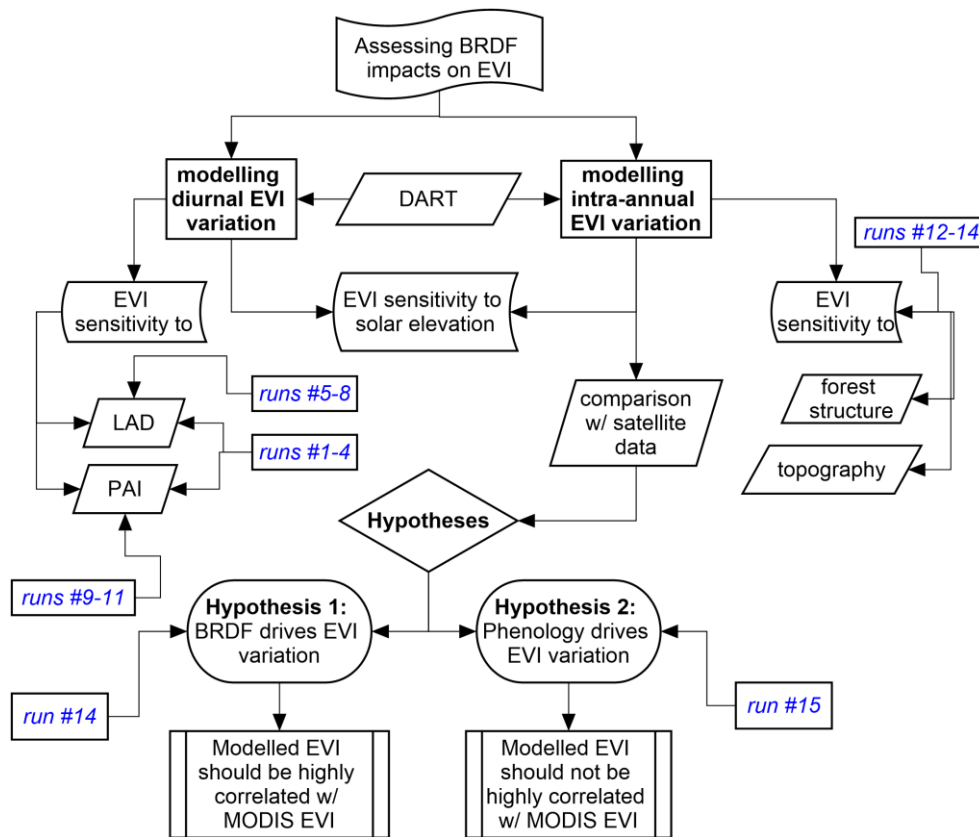 Assessing BRDF
impacts on EVI
modelling
diurnal EVI
variation
DART
modelling
intra-annual
EVI variation
runs #12-14
EVI
sensitivity to
EVI sensitivity to
solar elevation
EVI
sensitivity to
runs #5-8
LAD
runs #1-4
PAI
comparison
w/ satellite
data
forest
structure
topography
Hypotheses
runs #9-11
Hypothesis 1:
BRDF drives EVI
variation
Hypothesis 2:
Phenology drives
EVI variation
run #14
run #15
Modelled EVI
should be highly
correlated w/
MODIS EVI
Modelled EVI
should not be
highly correlated
w/ MODIS EVI